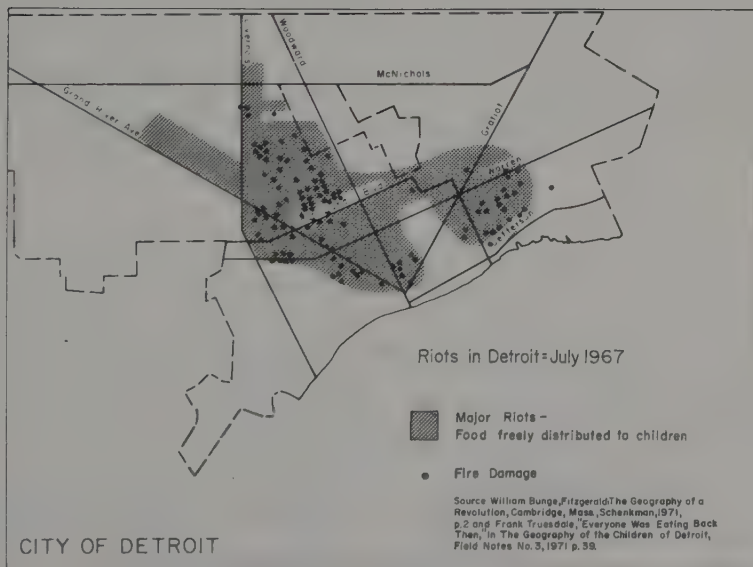 Woodward
McNichols
Grand River Ave
Gratiot
Warren
Blvd
Jefferson
Riots in Detroit=July 1967
Major Riots-
Food freely distributed to children
Fire Damage
Source William Bunge,Fitzgerald:The Geography of a
Revolution, Cambridge, Mass, Schenkman,1971,
p.2 and Frank Truesdale,"Everyone Was Eating Back
Then,"in The Geography of the Children of Detroit,
Field Notes No.3, 1971 p.39.
CITY OF DETROIT